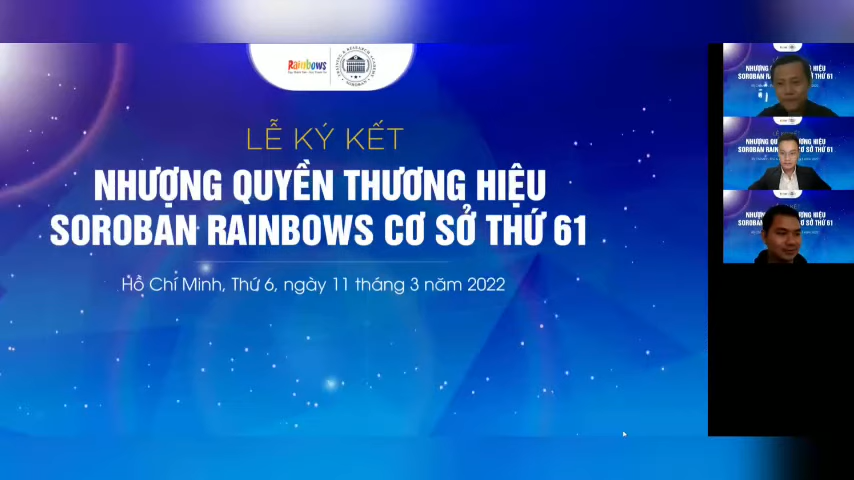 Rainbows
LỄ KÝ KẾT
NHƯỢNG QUYỀN THƯƠNG HIỆU
SOROBAN RAINBOWS CƠ SỞ THỨ 61
Hồ Chí Minh, Thứ 6, ngày 11 tháng 3 năm 2022